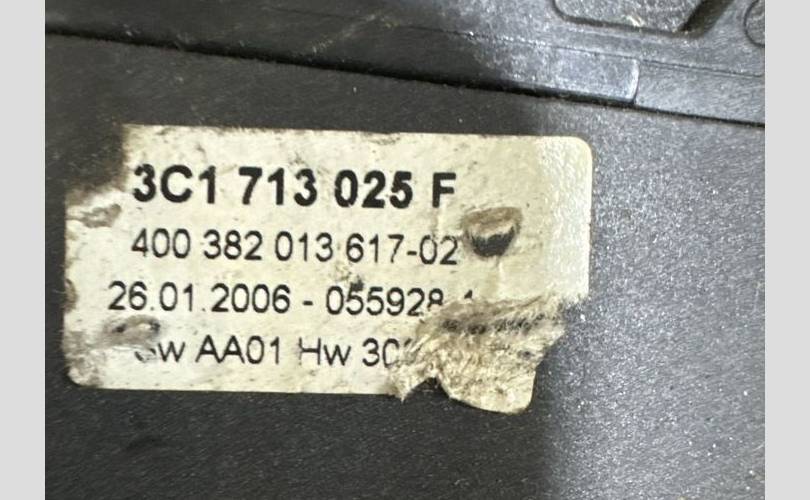 3C1 713 025 F
400 382 013 617-02
26.01.2006 - 055928
AA01 Hw